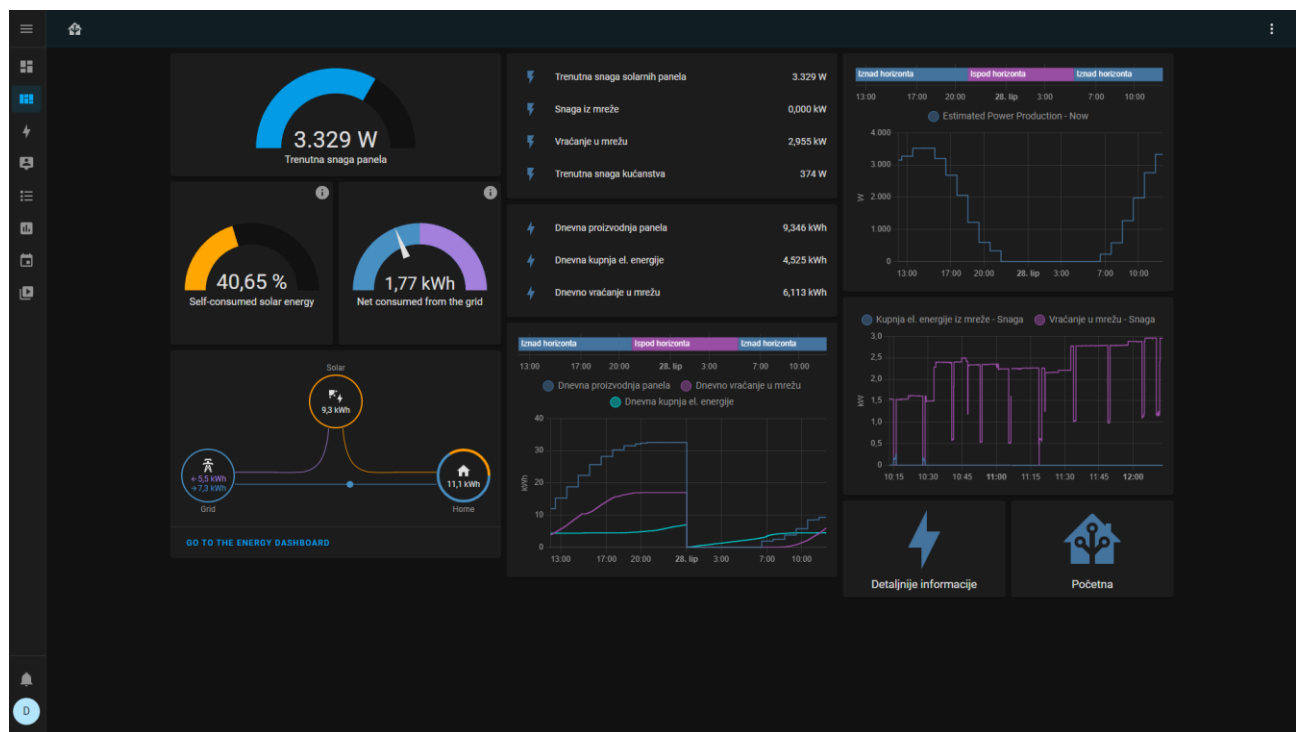 3.329 W
Trenutna snaga panela
40,65 %
Self-consumed solar energy
1,77 kWh
Net consumed from the grid
Solar
9,3 kWh
←5,5 kWh
→7,3 kWh
Grid
11,1 kWh
Home
GO TO THE ENERGY DASHBOARD
Trenutna snaga solarnih panela 3.329 W
Snaga iz mreže 0,000 kW
Vraćanje u mrežu 2,955 kW
Trenutna snaga kućanstva 374 W
Dnevna proizvodnja panela 9,346 kWh
Dnevna kupnja el. energije 4,525 kWh
Dnevno vraćanje u mrežu 6,113 kWh
Iznad horizonta Ispod horizonta Iznad horizonta
13:00 17:00 20:00 28. lip 3:00 7:00 10:00
Dnevna proizvodnja panela Dnevno vraćanje u mrežu
Dnevna kupnja el. energije
40
30
20
10
0
kWh
13:00 17:00 20:00 28. lip 3:00 7:00 10:00
Iznad horizonta Ispod horizonta Iznad horizonta
13:00 17:00 20:00 28. lip 3:00 7:00 10:00
Estimated Power Production - Now
4.000
3.000
2.000
1.000
0
W
13:00 17:00 20:00 28. lip 3:00 7:00 10:00
Kupnja el. energije iz mreže - Snaga Vraćanje u mrežu - Snaga
3,0
2,5
2,0
1,5
1,0
0,5
0
kW
10:15 10:30 10:45 11:00 11:15 11:30 11:45 12:00
Detaljnije informacije
Početna
D